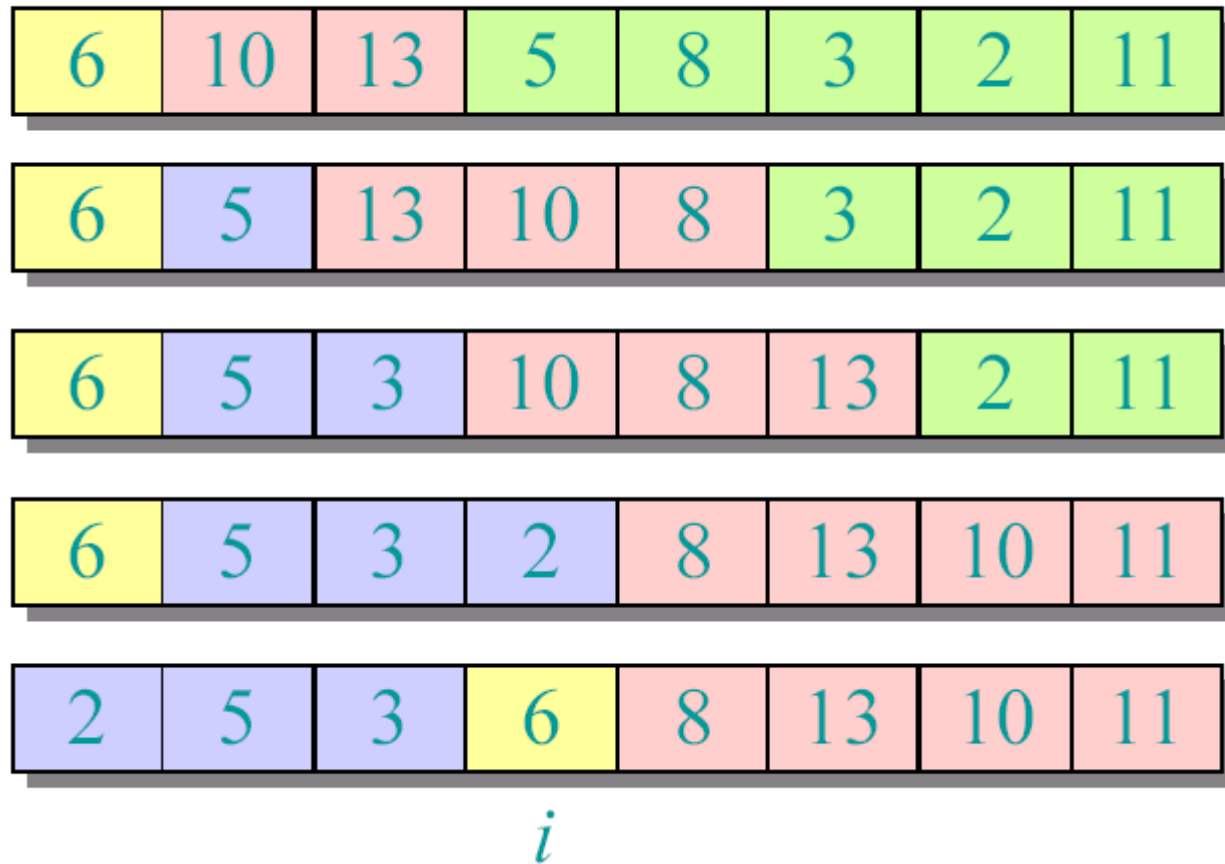 6 10 13 5 8 3 2 11
6 5 13 10 8 3 2 11
6 5 3 10 8 13 2 11
6 5 3 2 8 13 10 11
2 5 3 6 8 13 10 11
i